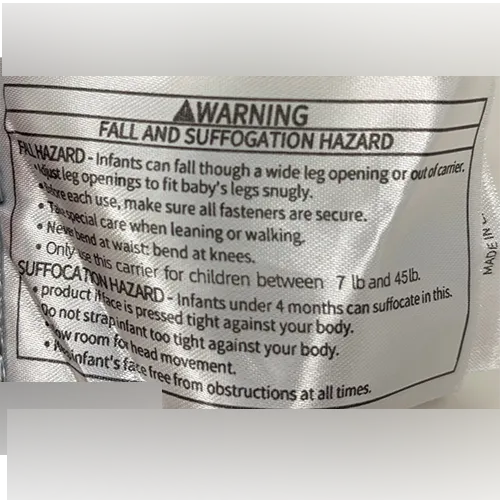 ⚠WARNING
FALL AND SUFFOGATION HAZARD
HAZARD - Infants can fall though a wide leg opening or out of carrier.
leg openings to fit baby's legs snugly.
each use, make sure all fasteners are secure.
• special care when leaning or walking.
• bend at waist: bend at knees.
• Only this carrier for children between 7 lb and 45lb.
SUFFOCATION HAZARD - Infants under 4 months can suffocate in this.
• product face is pressed tight against your body.
not strap infant too tight against your body.
• room for head movement.
• infant's face free from obstructions at all times.
MADE IN